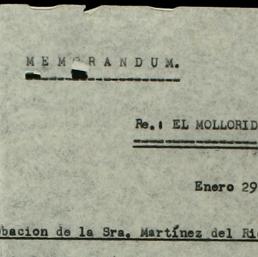 MEMORANDUM.
Re.: EL MOLLORID
Enero 29
bacion de la Sra. Martínez del Ri